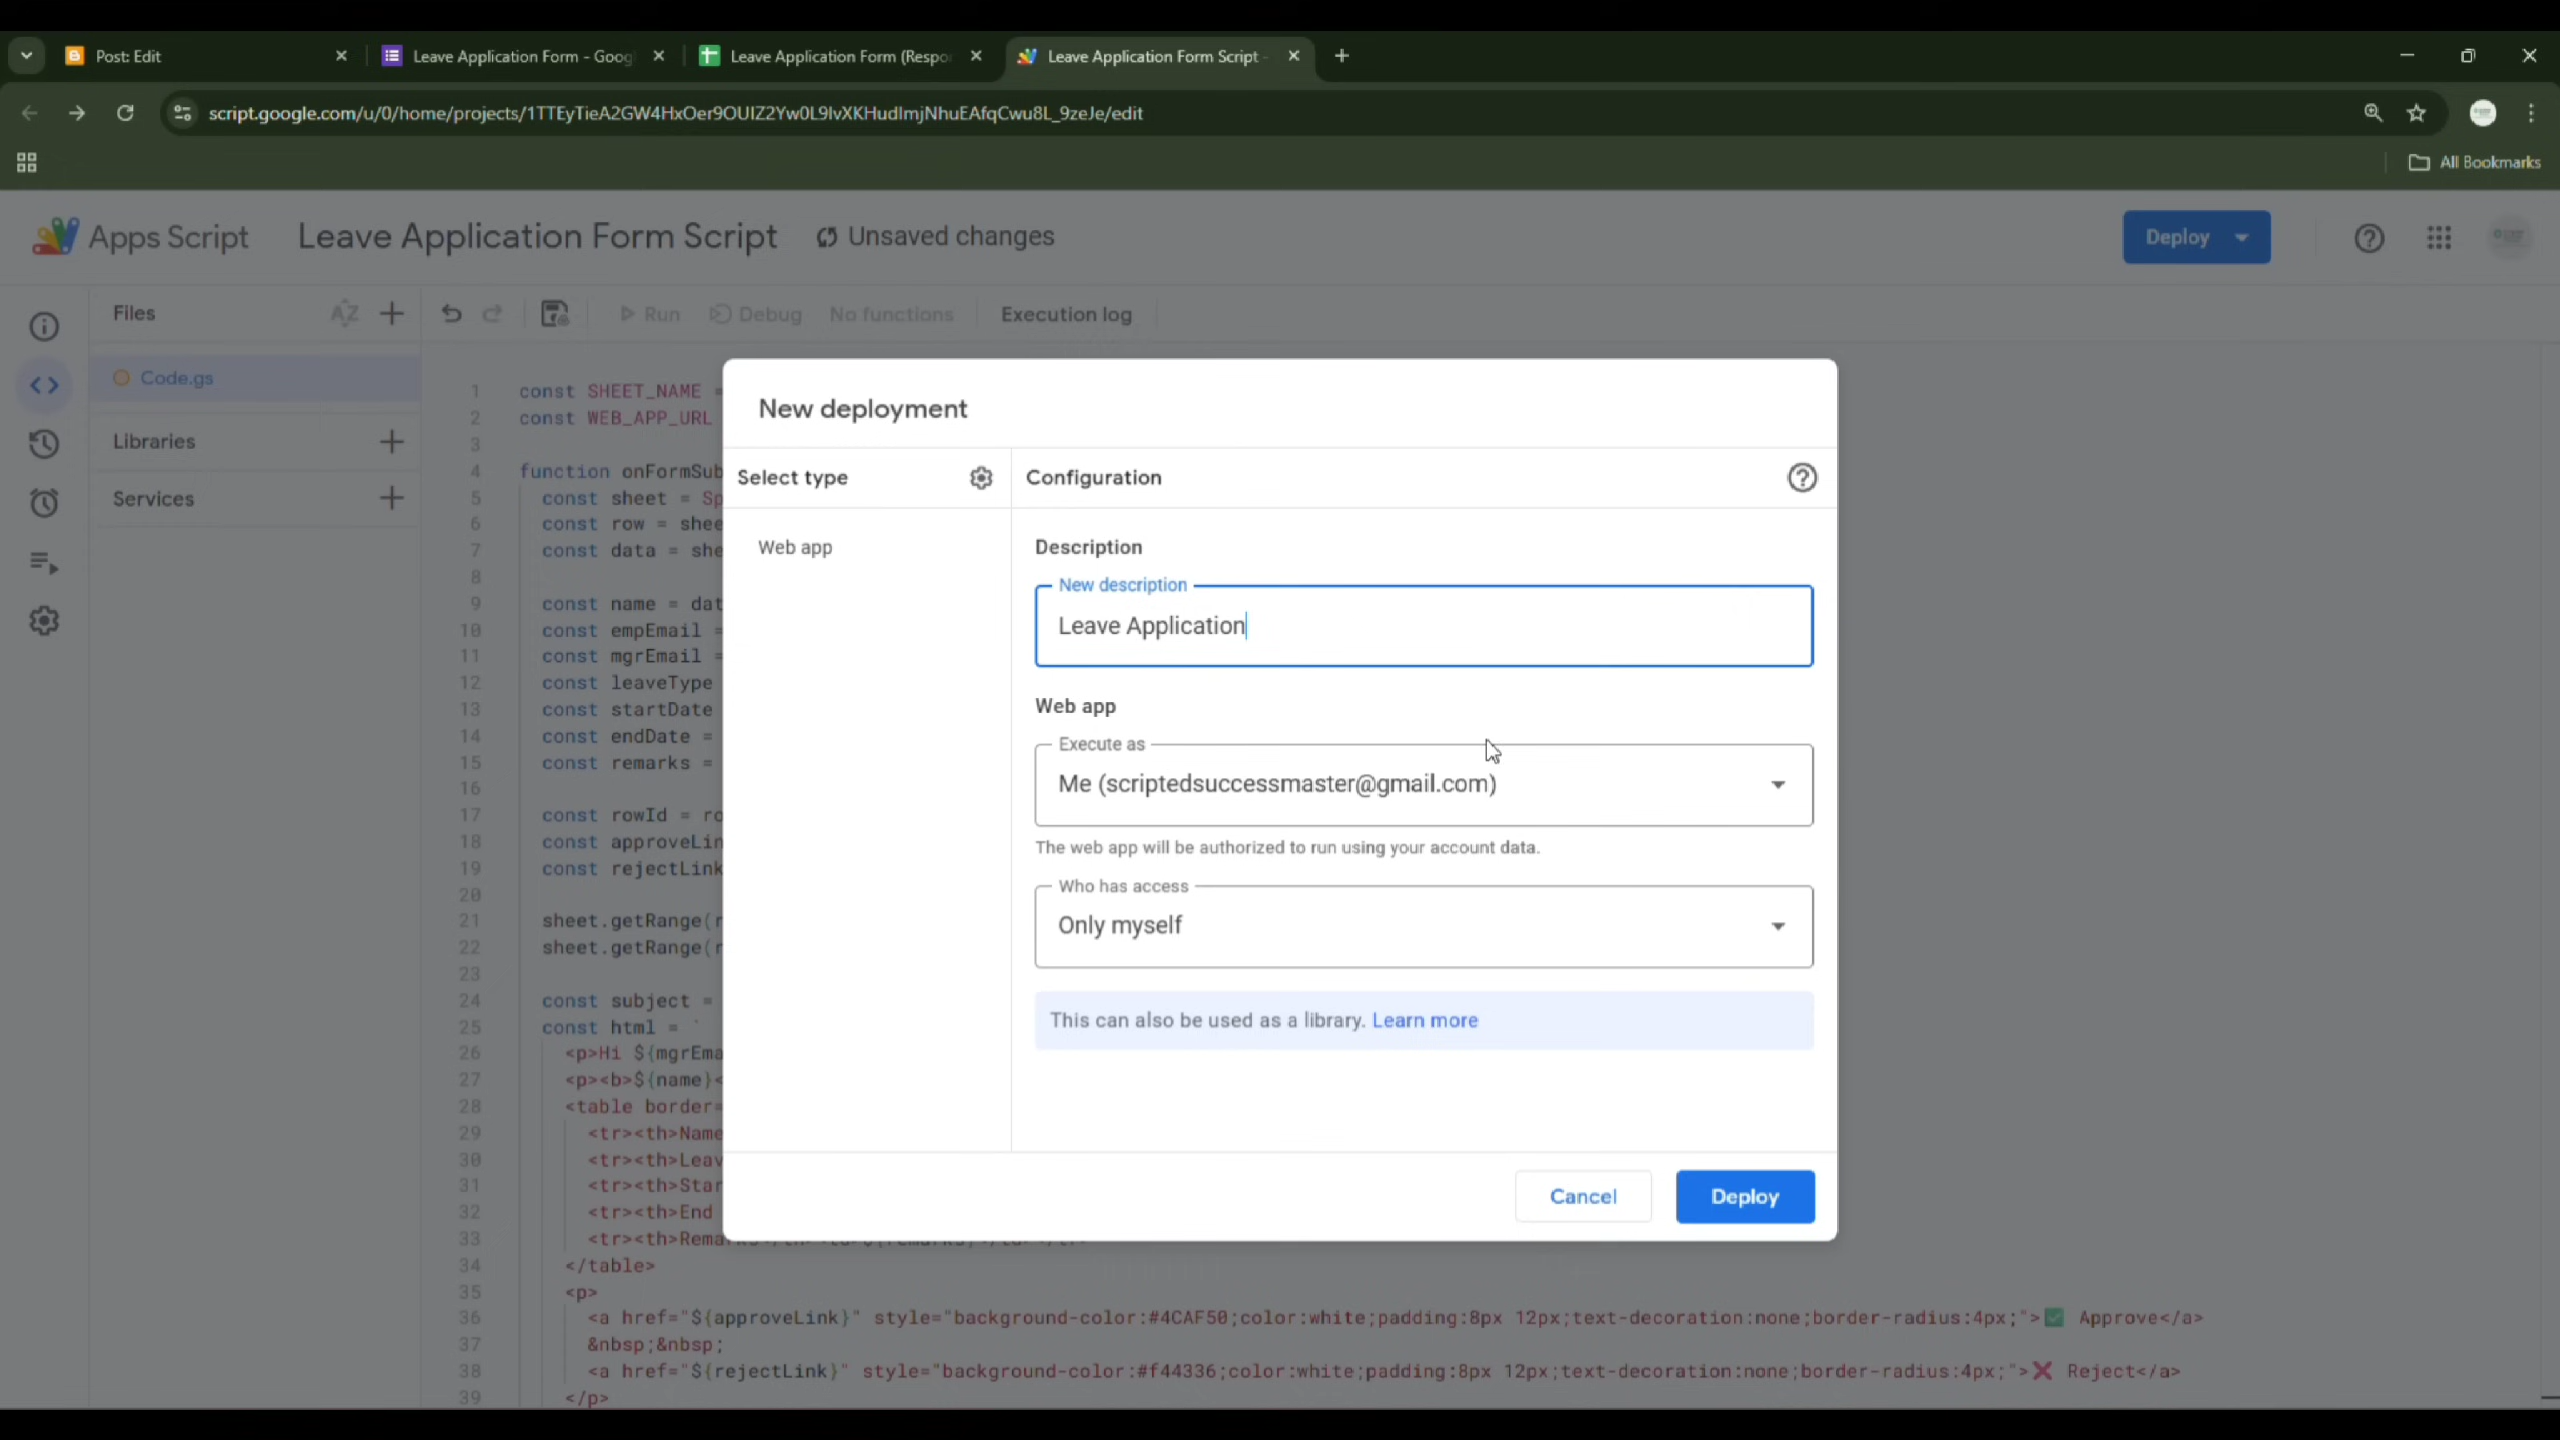 Post: Edit
Leave Application Form - Goog
Leave Application Form (Respo
Leave Application Form Script -
script.google.com/u/0/home/projects/1TTEyTieA2GW4HxOer9OUIZ2Yw0L9lvXKHudlmjNhuEAfqCwu8L_9zeJe/edit
All Bookmarks
Apps Script
Leave Application Form Script
Unsaved changes
Deploy
Files
AZ
Run
Debug
No functions
Execution log
Code.gs
Libraries
Services
1 const SHEET_NAME =
2 const WEB_APP_URL
3
4 function onFormSub
5 const sheet = Sp
6 const row = shee
7 const data = she
8
9 const name = dat
10 const empEmail =
11 const mgrEmail =
12 const leaveType
13 const startDate
14 const endDate =
15 const remarks =
16
17 const rowId = ro
18 const approveLin
19 const rejectLink
20
21 sheet.getRange(r
22 sheet.getRange(r
23
24 const subject =
25 const html = `
26 <p>Hi ${mgrEma
27 <p><b>${name}<
28 <table border=
29 <tr><th>Name
30 <tr><th>Leav
31 <tr><th>Star
32 <tr><th>End
33 <tr><th>Rema
34 </table>
35 <p>
36 <a href="${approveLink}" style="background-color:#4CAF50;color:white;padding:8px 12px;text-decoration:none;border-radius:4px;">✅ Approve</a>
37 &nbsp;&nbsp;
38 <a href="${rejectLink}" style="background-color:#f44336;color:white;padding:8px 12px;text-decoration:none;border-radius:4px;">❌ Reject</a>
39 </p>
New deployment
Select type
Configuration
Web app
Description
New description
Leave Application
Web app
Execute as
Me (scriptedsuccessmaster@gmail.com)
The web app will be authorized to run using your account data.
Who has access
Only myself
This can also be used as a library. Learn more
Cancel
Deploy